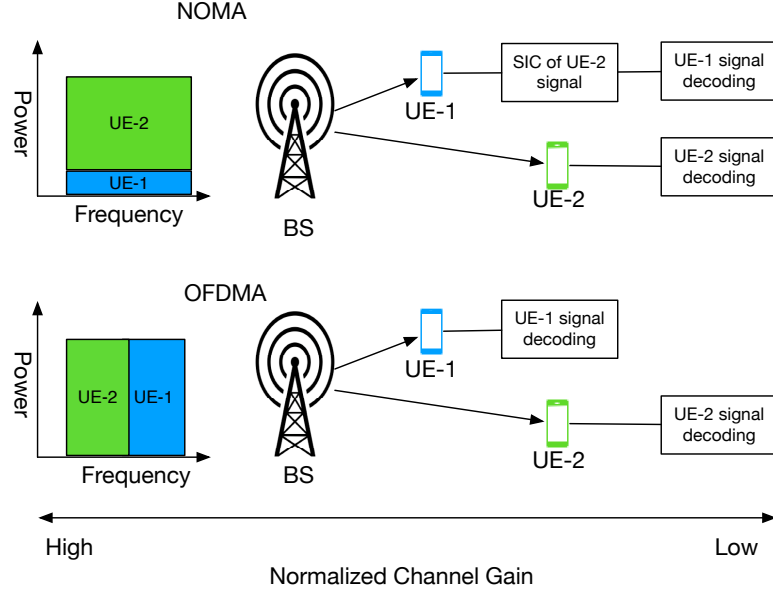 NOMA
Power
UE-2
UE-1
Frequency
BS
UE-1
SIC of UE-2
signal
UE-1 signal
decoding
UE-2
UE-2 signal
decoding
OFDMA
Power
UE-2
UE-1
Frequency
BS
UE-1
UE-1 signal
decoding
UE-2
UE-2 signal
decoding
High
Low
Normalized Channel Gain